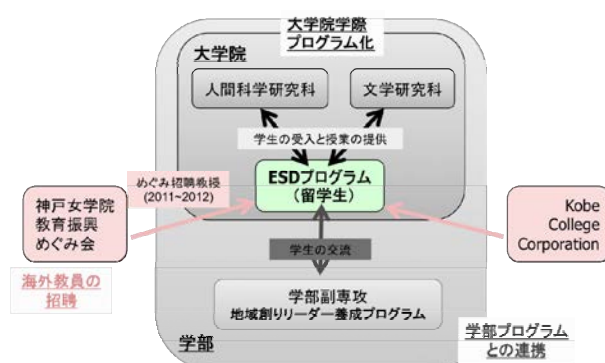 大学院学際
プログラム化
大学院
人間科学研究科
文学研究科
学生の受入と授業の提供
めぐみ招聘教授
(2011~2012)
ESDプログラム
(留学生)
神戸女学院
教育振興
めぐみ会
Kobe
College
Corporation
学生の交流
海外教員の
招聘
学部副専攻
地域創りリーダー養成プログラム
学部
学部プログラム
との連携